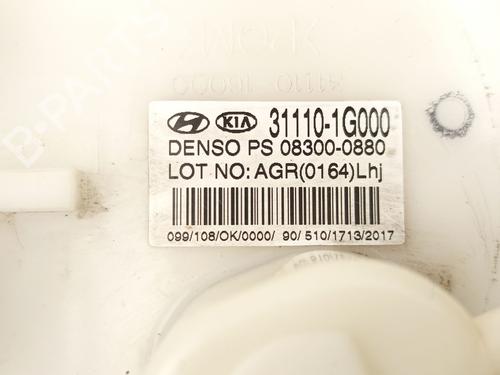 B-PARTS
KIA 31110-1G000
DENSO PS 08300-0880
LOT NO: AGR(0164)Lhj
099/108/OK/0000/ 90/510/1713/2017